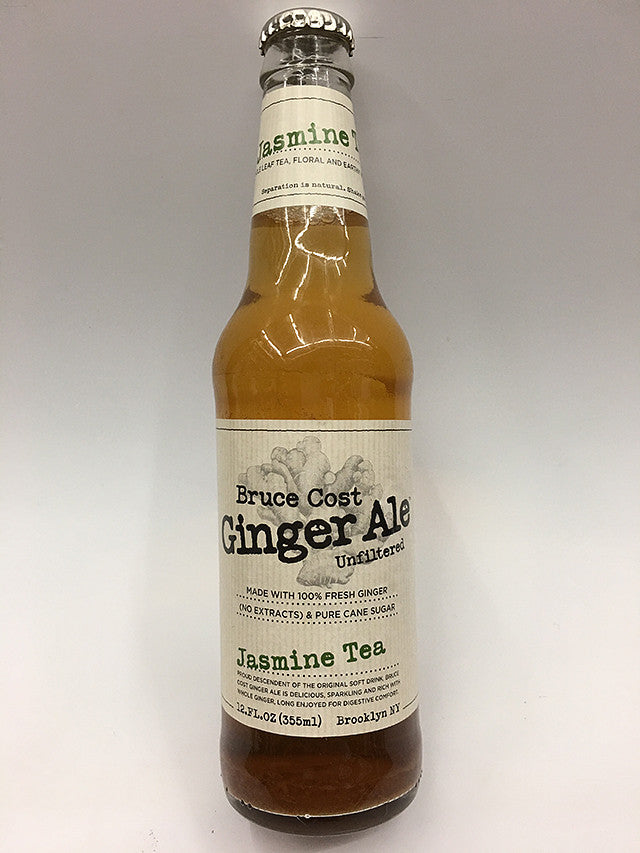 Jasmine T
LEAF TEA, FLORAL AND EARTHY
Separation is natural. Shake
Bruce Cost
Ginger Ale
Unfiltered
MADE WITH 100% FRESH GINGER
(NO EXTRACTS) & PURE CANE SUGAR
Jasmine Tea
PROUD DESCENDENT OF THE ORIGINAL SOFT DRINK, BRUCE
COST GINGER ALE IS DELICIOUS, SPARKLING AND RICH WITH
WHOLE GINGER, LONG ENJOYED FOR DIGESTIVE COMFORT.
12.FL.OZ (355ml) Brooklyn NY